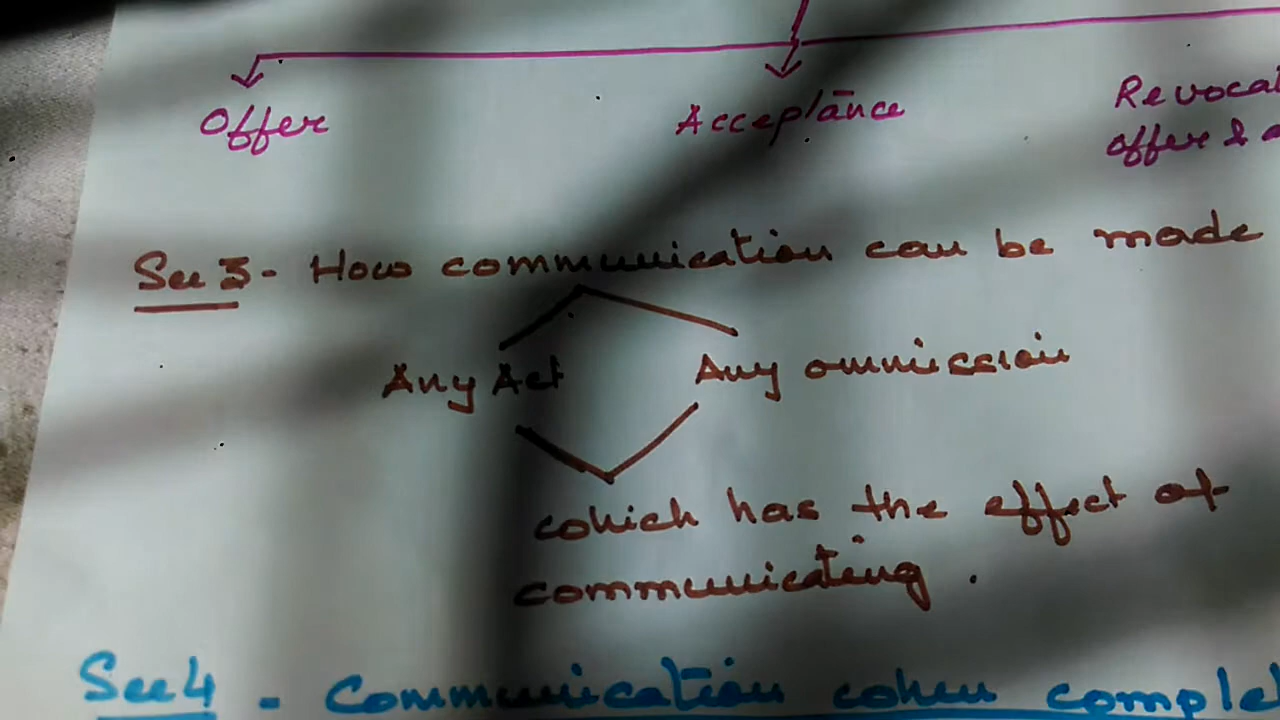 Offer Acceptance Revocat
offer &
Sec 3 - How communication can be made
Any Act Any ommission
which has the effect of
communicating.
Sec 4 - Communication when complet